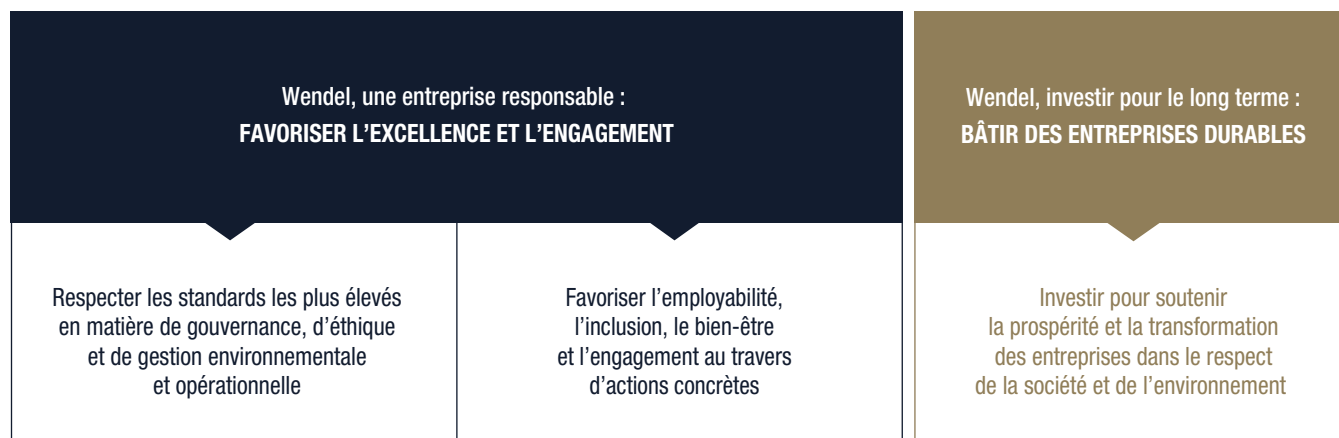 Wendel, une entreprise responsable :
FAVORISER L’EXCELLENCE ET L’ENGAGEMENT
Wendel, investir pour le long terme :
BÂTIR DES ENTREPRISES DURABLES
Respecter les standards les plus élevés
en matière de gouvernance, d’éthique
et de gestion environnementale
et opérationnelle
Favoriser l’employabilité,
l’inclusion, le bien-être
et l’engagement au travers
d’actions concrètes
Investir pour soutenir
la prospérité et la transformation
des entreprises dans le respect
de la société et de l’environnement